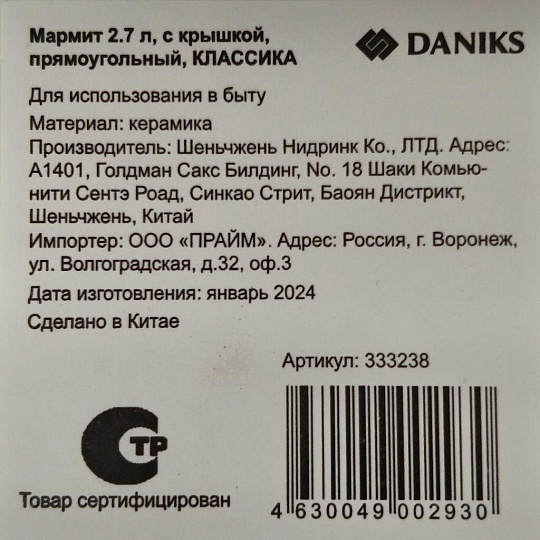 Мармит 2.7 л, с крышкой,
прямоугольный, КЛАССИКА
DANIKS
Для использования в быту
Материал: керамика
Производитель: Шеньчжень Нидринк Ко., ЛТД. Адрес:
А1401, Голдман Сакс Билдинг, No. 18 Шаки Комью-
нити Сентэ Роад, Синкао Стрит, Баоян Дистрикт,
Шеньчжень, Китай
Импортер: ООО «ПРАЙМ». Адрес: Россия, г. Воронеж,
ул. Волгоградская, д.32, оф.3
Дата изготовления: январь 2024
Сделано в Китае
Артикул: 333238
СТР
Товар сертифицирован
4 630049 002930